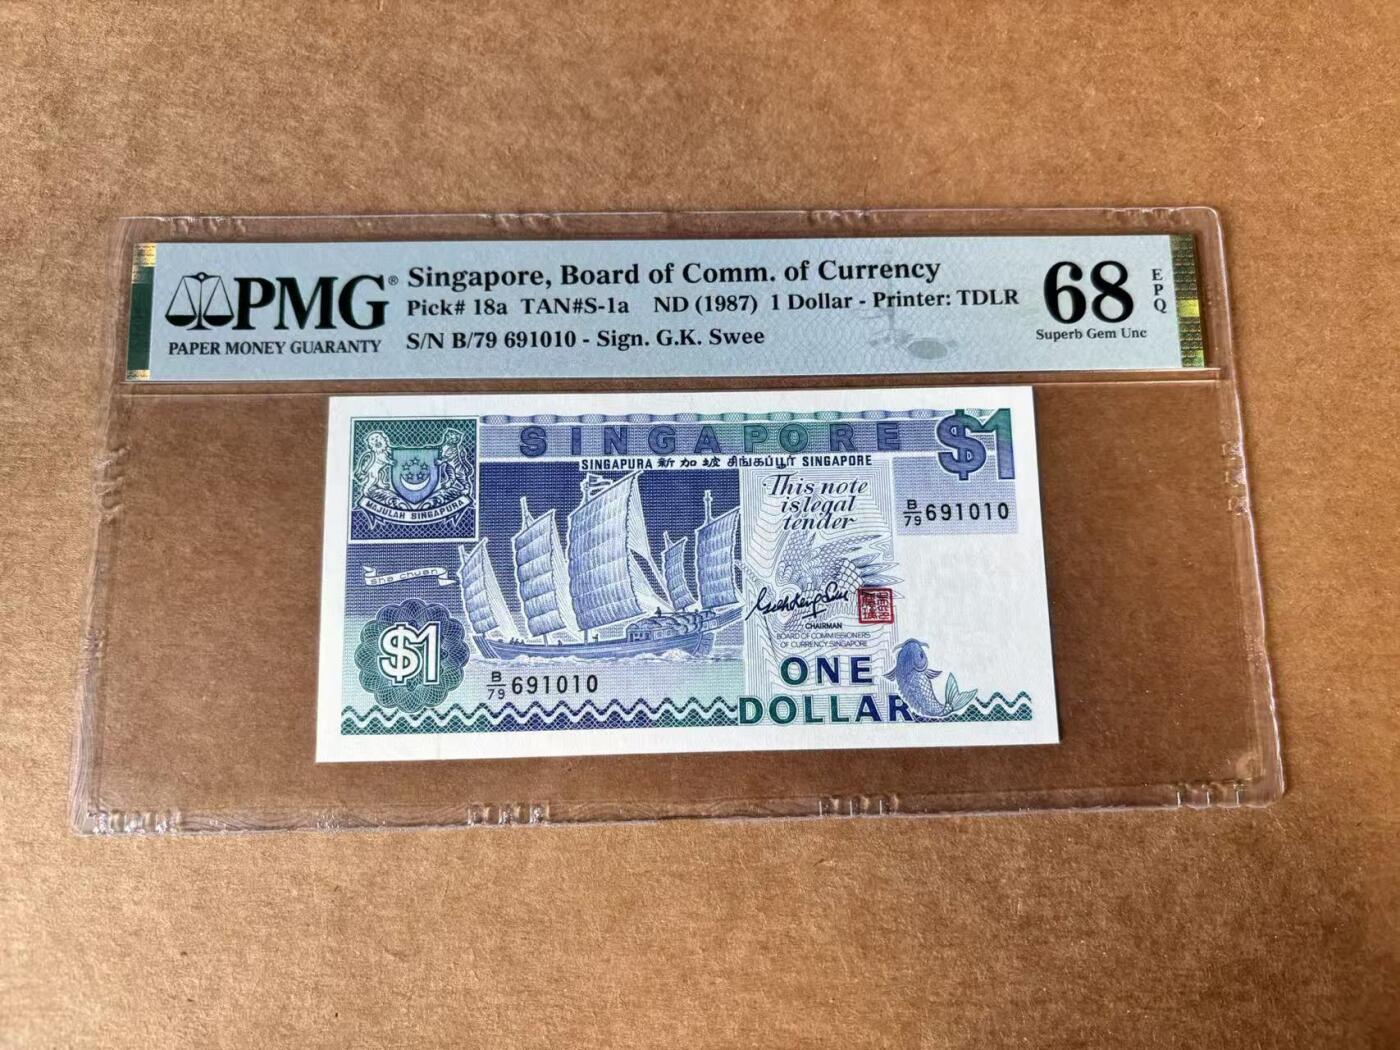 PMG®
PAPER MONEY GUARANTY
Singapore, Board of Comm. of Currency
Pick# 18a TAN#S-1a ND (1987) 1 Dollar - Printer: TDLR
S/N B/79 691010 - Sign. G.K. Swee
68
EPQ
Superb Gem Unc
SINGAPORE
$1
SINGAPURA 新加坡 சிங்கப்பூர் SINGAPORE
MAJULAH SINGAPURA
This note
is legal
tender
B/79 691010
sha chuan
CHAIRMAN
BOARD OF COMMISSIONERS
OF CURRENCY, SINGAPORE
$1
B/79 691010
ONE
DOLLAR